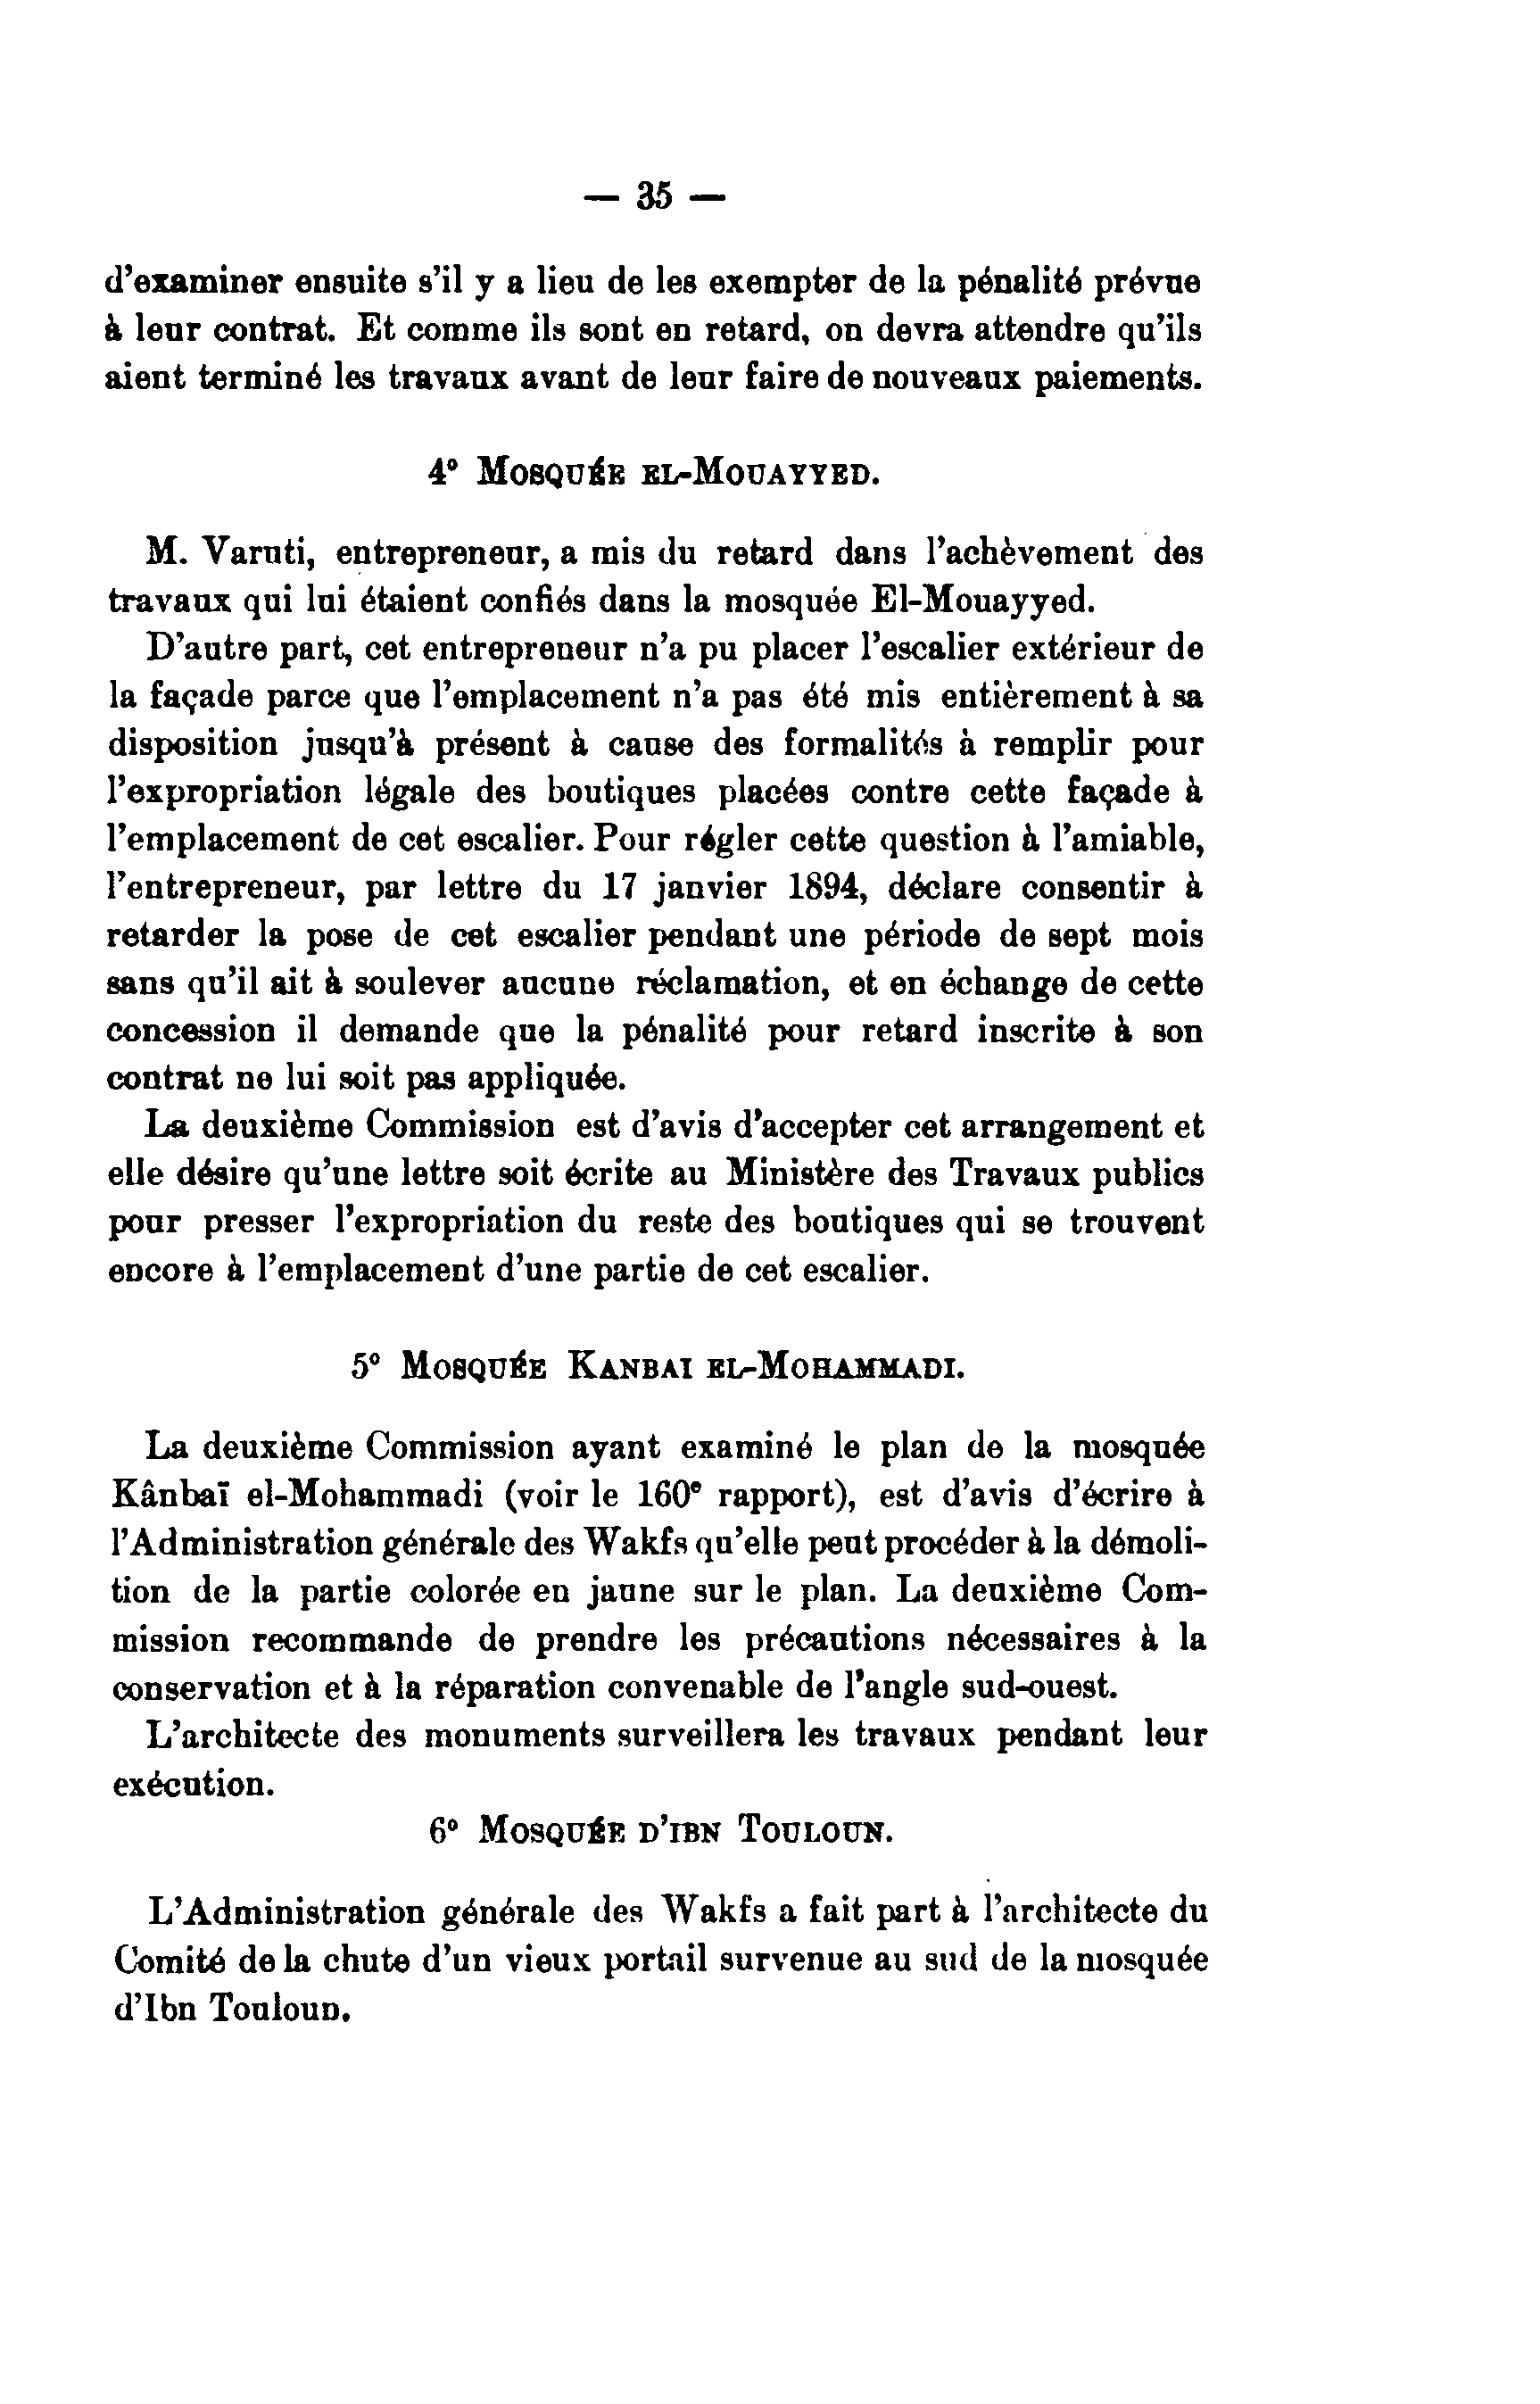 — 35 —
d'examiner ensuite s'il y a lieu de les exempter de la pénalité prévue
à leur contrat. Et comme ils sont en retard, on devra attendre qu'ils
aient terminé les travaux avant de leur faire de nouveaux paiements.
4° MOSQUÉE EL-MOUAYYED.
M. Varuti, entrepreneur, a mis du retard dans l'achèvement des
travaux qui lui étaient confiés dans la mosquée El-Mouayyed.
D'autre part, cet entrepreneur n'a pu placer l'escalier extérieur de
la façade parce que l'emplacement n'a pas été mis entièrement à sa
disposition jusqu'à présent à cause des formalités à remplir pour
l'expropriation légale des boutiques placées contre cette façade à
l'emplacement de cet escalier. Pour régler cette question à l'amiable,
l'entrepreneur, par lettre du 17 janvier 1894, déclare consentir à
retarder la pose de cet escalier pendant une période de sept mois
sans qu'il ait à soulever aucune réclamation, et en échange de cette
concession il demande que la pénalité pour retard inscrite à son
contrat ne lui soit pas appliquée.
La deuxième Commission est d'avis d'accepter cet arrangement et
elle désire qu'une lettre soit écrite au Ministère des Travaux publics
pour presser l'expropriation du reste des boutiques qui se trouvent
encore à l'emplacement d'une partie de cet escalier.
5° MOSQUÉE KANBAI EL-MOHAMMADI.
La deuxième Commission ayant examiné le plan de la mosquée
Kânbaï el-Mohammadi (voir le 160e rapport), est d'avis d'écrire à
l'Administration générale des Wakfs qu'elle peut procéder à la démoli-
tion de la partie colorée en jaune sur le plan. La deuxième Com-
mission recommande de prendre les précautions nécessaires à la
conservation et à la réparation convenable de l'angle sud-ouest.
L'architecte des monuments surveillera les travaux pendant leur
exécution.
6° MOSQUÉE D'IBN TOULOUN.
L'Administration générale des Wakfs a fait part à l'architecte du
Comité de la chute d'un vieux portail survenue au sud de la mosquée
d'Ibn Touloun.